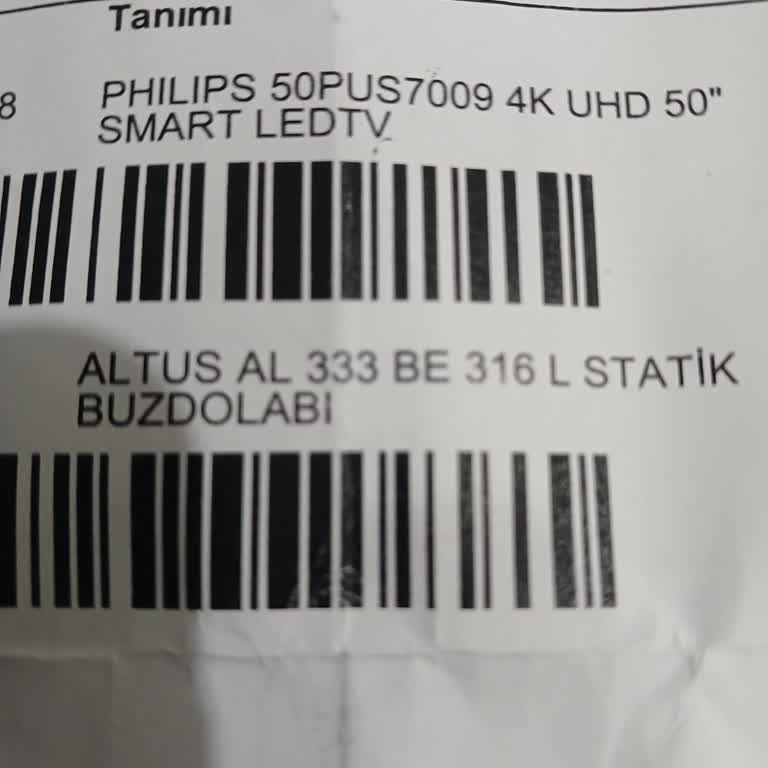 Tanımı
8 PHILIPS 50PUS7009 4K UHD 50"
SMART LEDTV
ALTUS AL 333 BE 316 L STATİK
BUZDOLABI